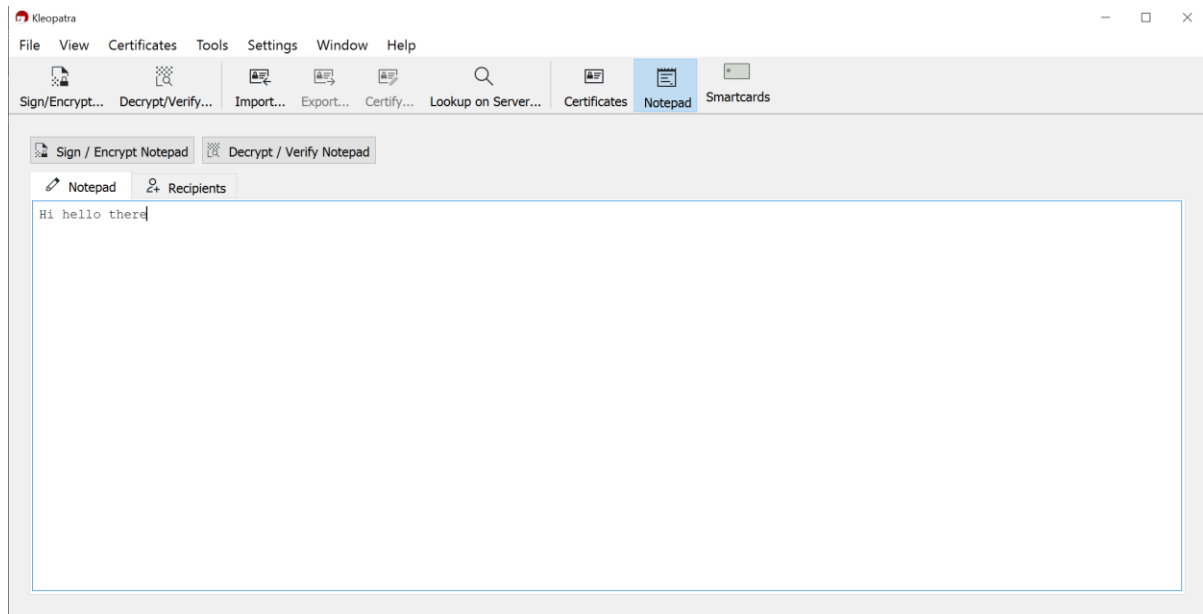 Kleopatra
File View Certificates Tools Settings Window Help
Sign/Encrypt... Decrypt/Verify... Import... Export... Certify... Lookup on Server... Certificates Notepad Smartcards
Sign / Encrypt Notepad Decrypt / Verify Notepad
Notepad Recipients
Hi hello there